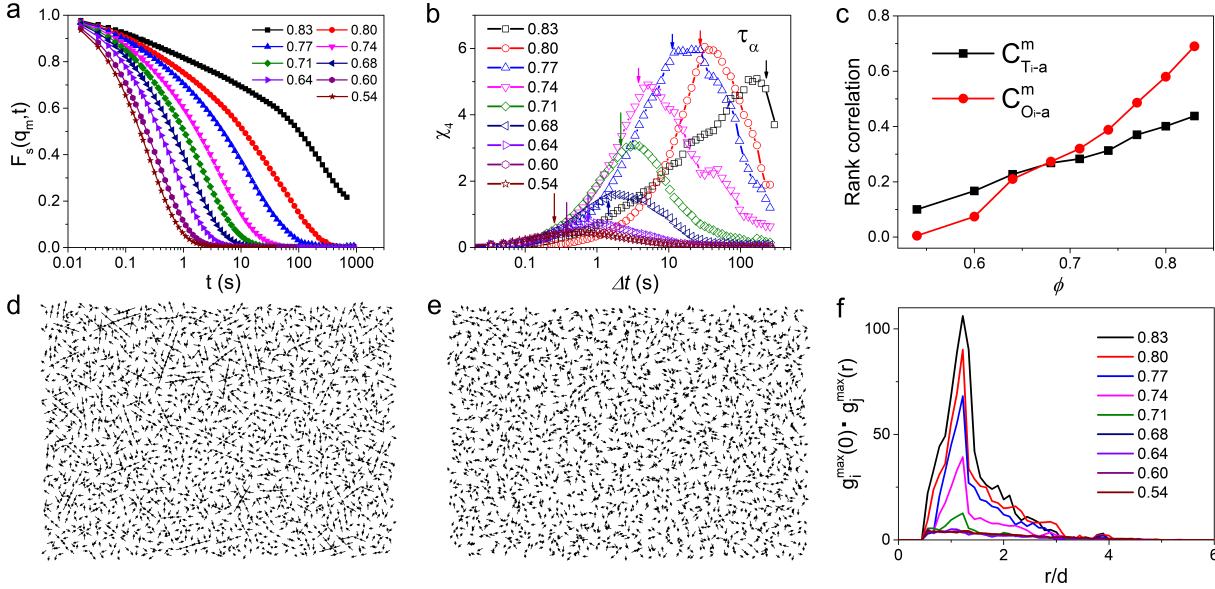 a
F_s(q_m,t)
1.0
0.8
0.6
0.4
0.2
0.0
0.01 0.1 1 10 100 1000
t (s)
0.83 0.80
0.77 0.74
0.71 0.68
0.64 0.60
0.54
b
χ_4
6
4
2
0
0.1 1 10 100
Δt (s)
0.83
0.80
0.77
0.74
0.71
0.68
0.64
0.60
0.54
τ_α
c
Rank correlation
0.8
0.6
0.4
0.2
0.0
0.6 0.7 0.8
ϕ
C^m_{T_i-a}
C^m_{O_i-a}
d
e
f
g_i^max(0)· g_j^max(r)
100
50
0
0 1 2 3 4 6
r/d
0.83
0.80
0.77
0.74
0.71
0.68
0.64
0.60
0.54